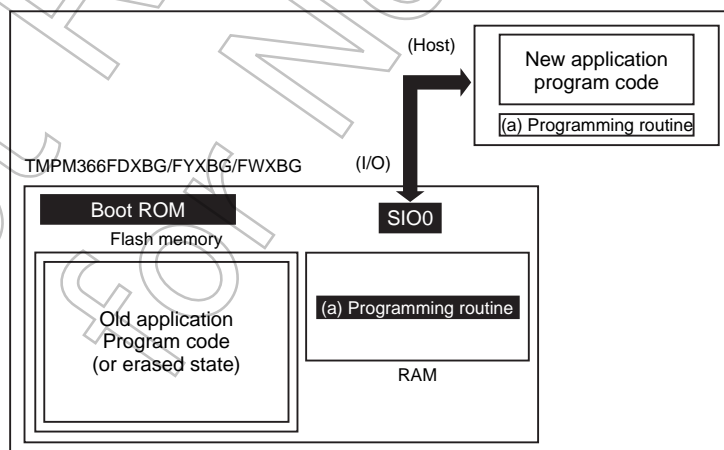 (Host)
New application
program code
(a) Programming routine
TMPM366FDXBG/FYXBG/FWXBG
(I/O)
Boot ROM
SIO0
Flash memory
Old application
Program code
(or erased state)
(a) Programming routine
RAM